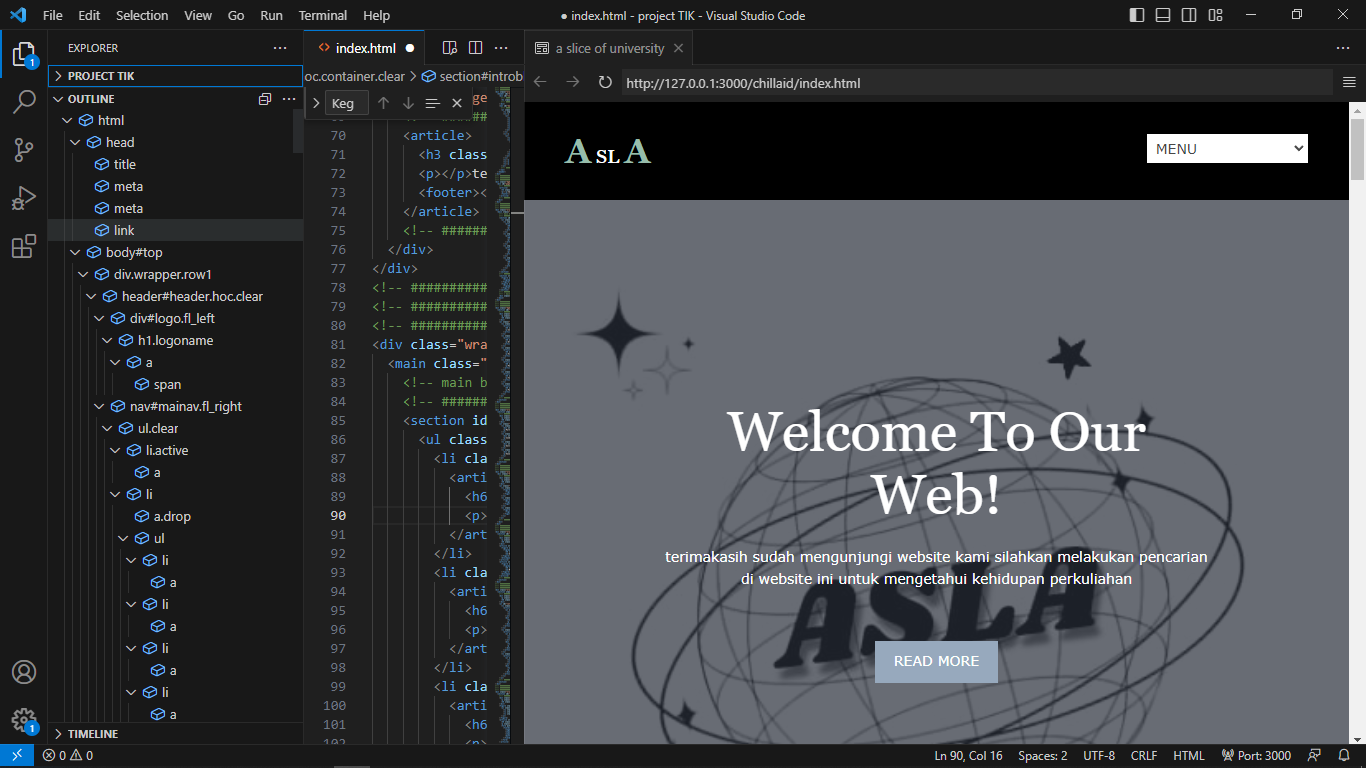 File Edit Selection View Go Run Terminal Help
● index.html - project TIK - Visual Studio Code
EXPLORER
PROJECT TIK
OUTLINE
html
head
title
meta
meta
link
body#top
div.wrapper.row1
header#header.hoc.clear
div#logo.fl_left
h1.logoname
a
span
nav#mainav.fl_right
ul.clear
li.active
a
li
a.drop
ul
li
a
li
a
li
a
li
a
TIMELINE
1
1
index.html
oc.container.clear > section#introb
Keg
70 <article>
71 <h3 class
72 <p></p>te
73 <footer><
74 </article>
75 <!-- ######
76 </div>
77 </div>
78 <!-- ##########
79 <!-- ##########
80 <!-- ##########
81 <div class="wra
82 <main class="
83 <!-- main b
84 <!-- ######
85 <section id
86 <ul class
87 <li cla
88 <arti
89 <h6
90 <p>
91 </art
92 </li>
93 <li cla
94 <arti
95 <h6
96 <p>
97 </art
98 </li>
99 <li cla
100 <arti
101 <h6
a slice of university
http://127.0.0.1:3000/chillaid/index.html
A SL A
MENU
Welcome To Our
Web!
terimakasih sudah mengunjungi website kami silahkan melakukan pencarian
di website ini untuk mengetahui kehidupan perkuliahan
ASLA
READ MORE
0 0
Ln 90, Col 16 Spaces: 2 UTF-8 CRLF HTML Port: 3000